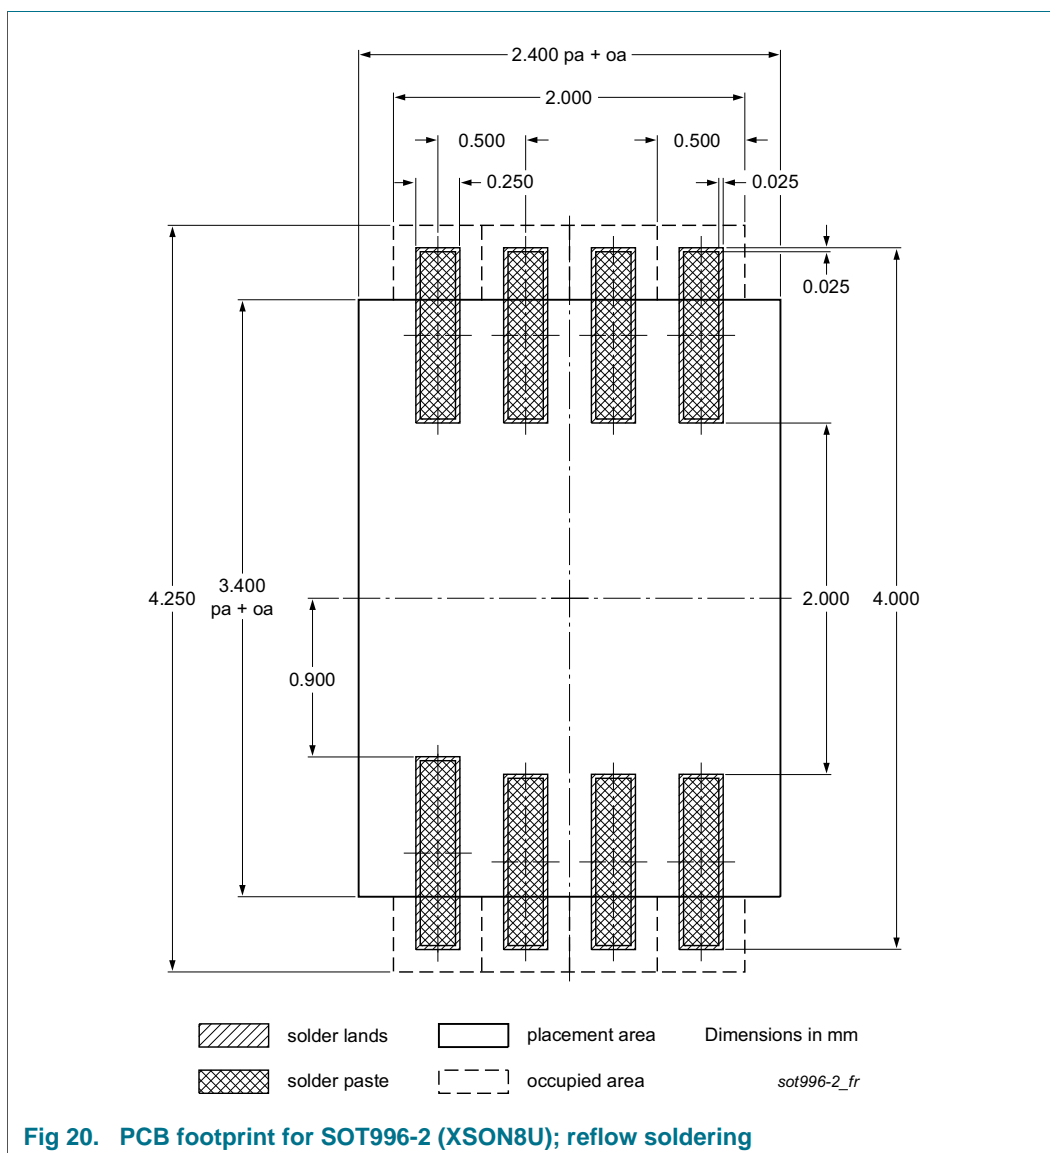 2.400 pa + oa
2.000
0.500
0.500
0.250
0.025
0.025
4.250
3.400
pa + oa
2.000
4.000
0.900
solder lands
placement area
Dimensions in mm
solder paste
occupied area
sot996-2_fr
Fig 20. PCB footprint for SOT996-2 (XSON8U); reflow soldering